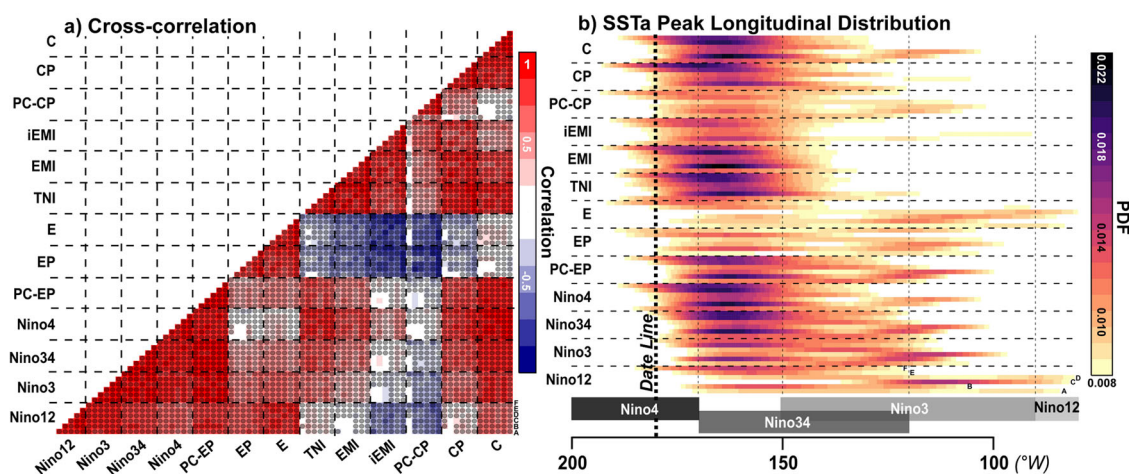 a) Cross-correlation
C
CP
PC-CP
iEMI
EMI
TNI
E
EP
PC-EP
Nino4
Nino34
Nino3
Nino12
Nino12 Nino3 Nino34 Nino4 PC-EP EP E TNI EMI iEMI PC-CP CP C
F
E
D
C
B
A
1
0.5
-0.5
Correlation
b) SSTa Peak Longitudinal Distribution
C
CP
PC-CP
iEMI
EMI
TNI
E
EP
PC-EP
Nino4
Nino34
Nino3
Nino12
Date Line
F
E
D
C
B
A
Nino4 Nino3 Nino12
Nino34
200 150 100 (°W)
0.022
0.018
0.014
0.010
0.008
PDF